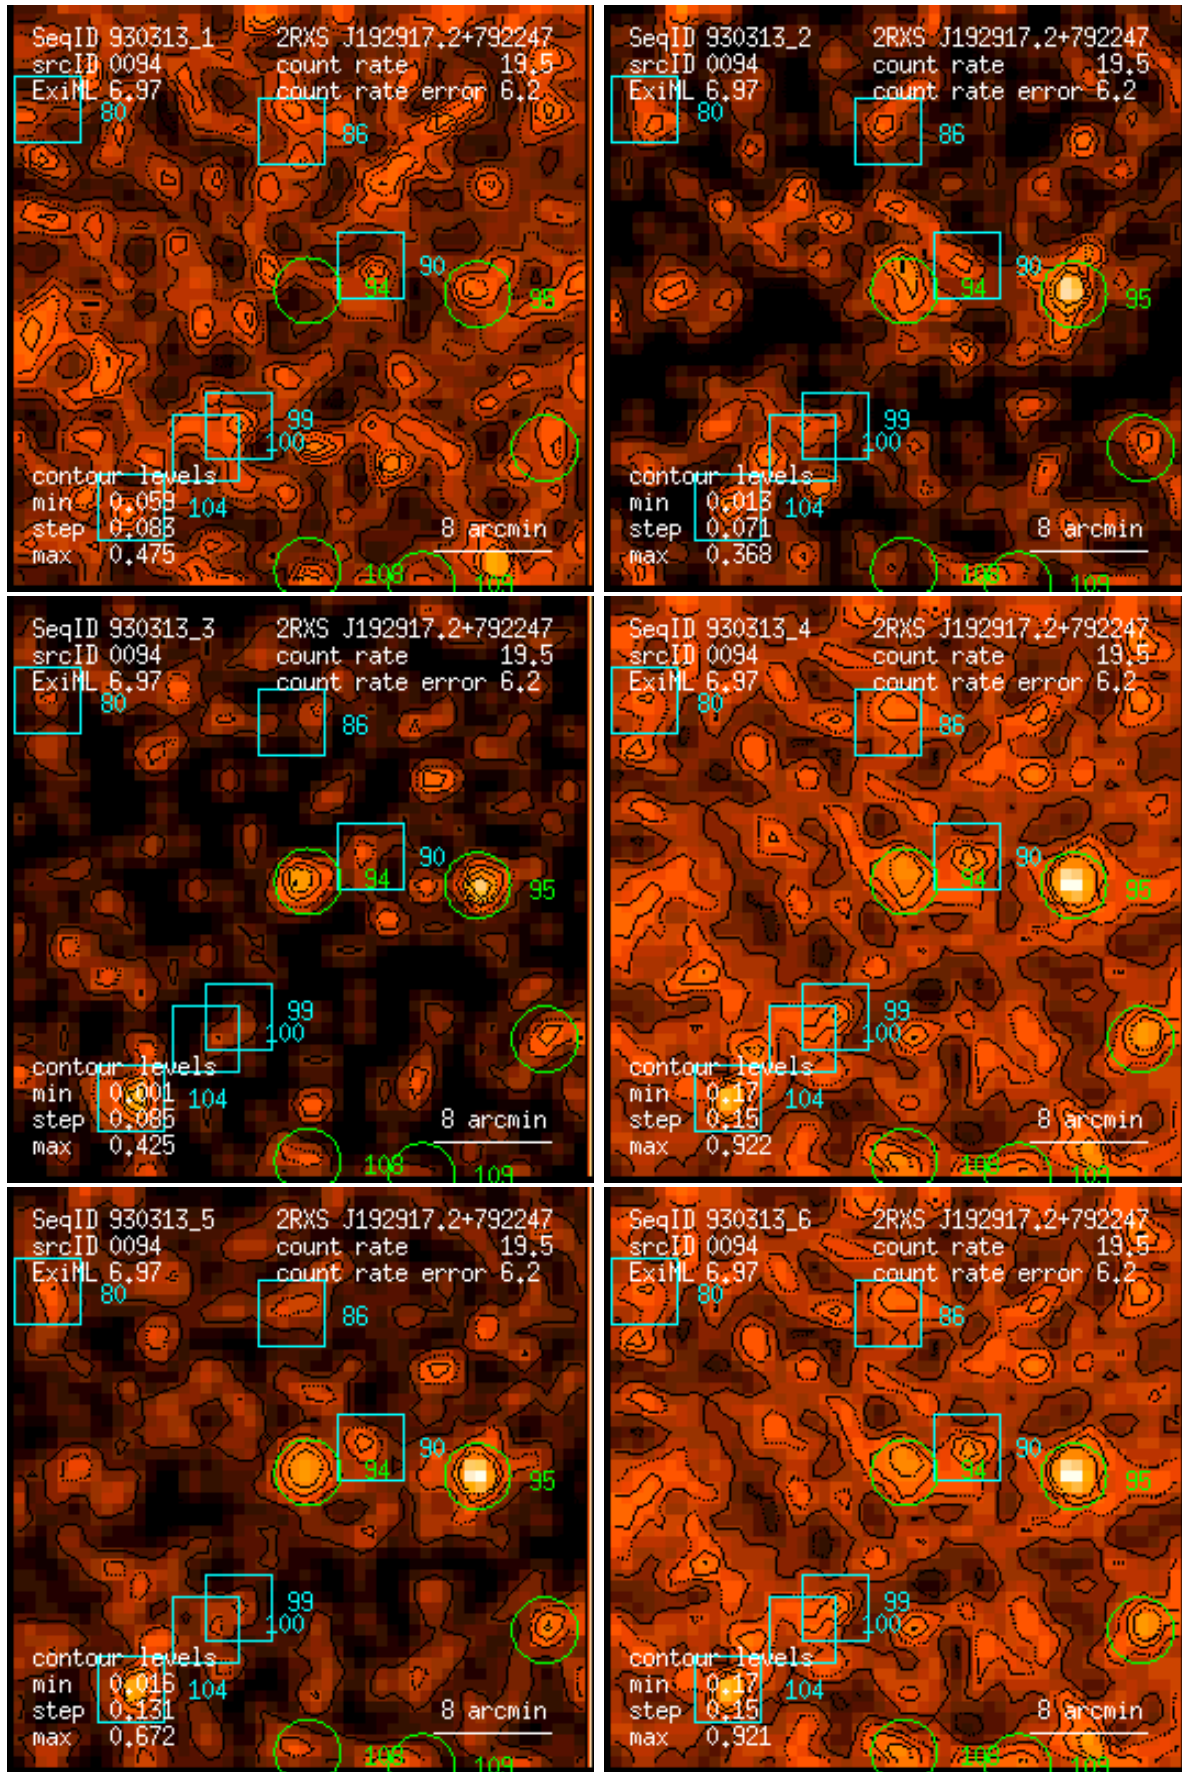 SeqID 930313_1 2RXS J192917.2+792247
srcID 0094 count rate 19.5
ExiML 6.97 count rate error 6.2
80
86
90
94
95
99
100
contour levels
min 0.059
104
step 0.083
8 arcmin
max 0.475
108
109
SeqID 930313_2 2RXS J192917.2+792247
srcID 0094 count rate 19.5
ExiML 6.97 count rate error 6.2
80
86
90
94
95
99
100
contour levels
min 0.013
104
step 0.071
8 arcmin
max 0.368
109
SeqID 930313_3 2RXS J192917.2+792247
srcID 0094 count rate 19.5
ExiML 6.97 count rate error 6.2
80
86
90
94
95
99
100
contour levels
min 0.001
104
step 0.085
8 arcmin
max 0.425
108
109
SeqID 930313_4 2RXS J192917.2+792247
srcID 0094 count rate 19.5
ExiML 6.97 count rate error 6.2
80
86
90
94
95
99
100
contour levels
min 0.17
104
step 0.15
8 arcmin
max 0.922
108
109
SeqID 930313_5 2RXS J192917.2+792247
srcID 0094 count rate 19.5
ExiML 6.97 count rate error 6.2
80
86
90
94
95
99
100
contour levels
min 0.016
104
step 0.131
8 arcmin
max 0.672
108
109
SeqID 930313_6 2RXS J192917.2+792247
srcID 0094 count rate 19.5
ExiML 6.97 count rate error 6.2
80
86
90
94
95
99
100
contour levels
min 0.17
104
step 0.15
8 arcmin
max 0.921
108
109